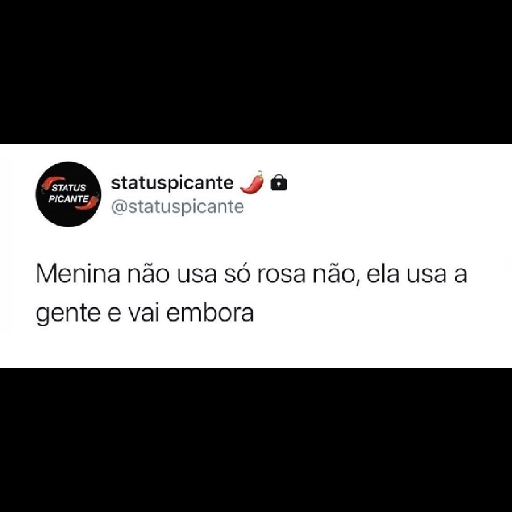 STATUS
PICANTE
statuspicante 🌶️ 🔒
@statuspicante
Menina não usa só rosa não, ela usa a
gente e vai embora